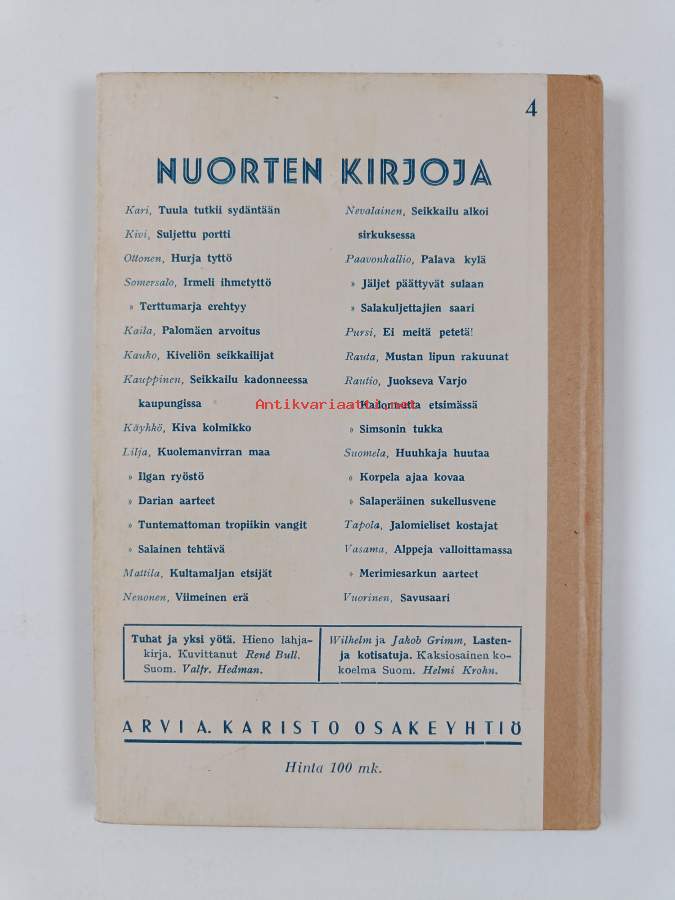 4
NUORTEN KIRJOJA
Kari, Tuula tutkii sydäntään
Kivi, Suljettu portti
Ottonen, Hurja tyttö
Somersalo, Irmeli ihmetyttö
» Terttumarja erehtyy
Kaila, Palomäen arvoitus
Kauko, Kiveliön seikkailijat
Kauppinen, Seikkailu kadonneessa
kaupungissa
Käyhkö, Kiva kolmikko
Lilja, Kuolemanvirran maa
» Ilgan ryöstö
» Darian aarteet
» Tuntemattoman tropiikin vangit
» Salainen tehtävä
Mattila, Kultamaljan etsijät
Nenonen, Viimeinen erä
Nevalainen, Seikkailu alkoi
sirkuksessa
Paavonkallio, Palava kylä
» Jäljet päättyvät sulaan
» Salakuljettajien saari
Pursi, Ei meitä petetä!
Rauta, Mustan lipun rakuunat
Rautio, Juokseva Varjo
Kadonnutta etsimässä
» Simsonin tukka
Suomela, Huuhkaja huutaa
» Korpela ajaa kovaa
» Salaperäinen sukellusvene
Tapola, Jalomieliset kostajat
Vasama, Alppeja valloittamassa
» Merimiesarkun aarteet
Vuorinen, Savusaari
Antikvariaatti.net
Tuhat ja yksi yötä. Hieno lahja-
kirja. Kuvittanut René Bull.
Suom. Valfr. Hedman.
Wilhelm ja Jakob Grimm, Lasten-
ja kotisatuja. Kaksiosainen ko-
koelma Suom. Helmi Krohn.
ARVI A. KARISTO OSAKEYHTIÖ
Hinta 100 mk.